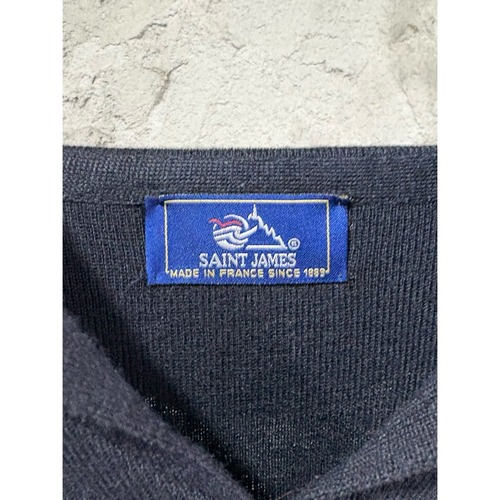 ®
SAINT JAMES
MADE IN FRANCE SINCE 1889